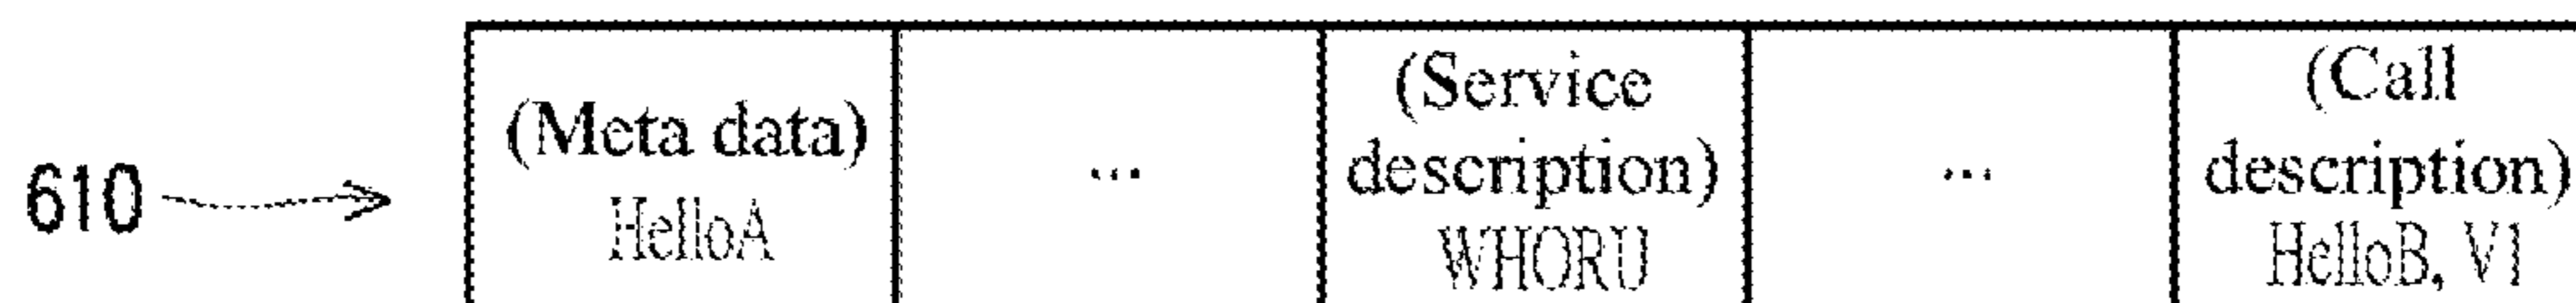 610
(Meta data)
HelloA
...
(Service
description)
WHORU
...
(Call
description)
HelloB, V1